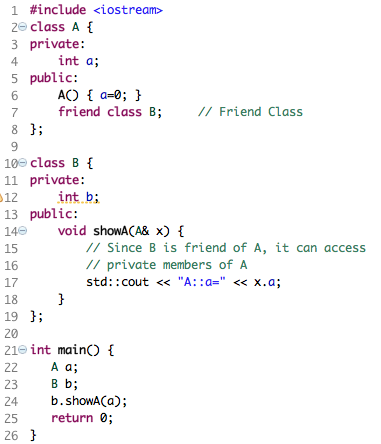 1 #include <iostream>
2 class A {
3 private:
4     int a;
5 public:
6     A() { a=0; }
7     friend class B;     // Friend Class
8 };
9
10 class B {
11 private:
12     int b;
13 public:
14     void showA(A& x) {
15         // Since B is friend of A, it can access
16         // private members of A
17         std::cout << "A::a=" << x.a;
18     }
19 };
20
21 int main() {
22    A a;
23    B b;
24    b.showA(a);
25    return 0;
26 }